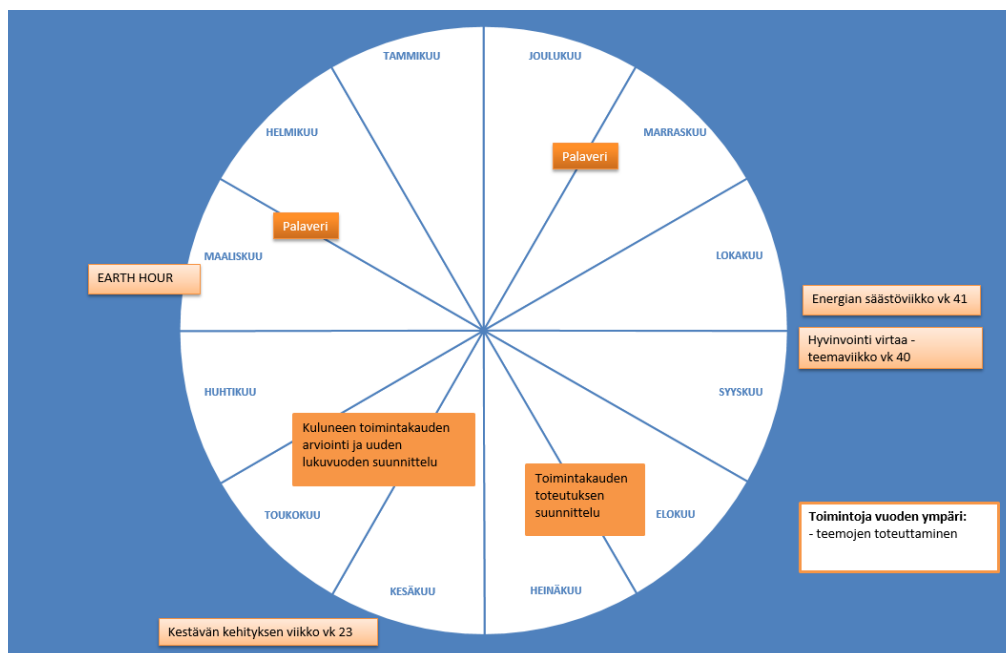 TAMMIKUU
JOULUKUU
HELMIKUU
MARRASKUU
Palaveri
Palaveri
MAALISKUU
LOKAKUU
EARTH HOUR
Energian säästöviikko vk 41
Hyvinvointi virtaa -
teemaviikko vk 40
HUHTIKUU
SYYSKUU
Kuluneen toimintakauden
arviointi ja uuden
lukuvuoden suunnittelu
Toimintakauden
toteutuksen
suunnittelu
TOUKOKUU
ELOKUU
Toimintoja vuoden ympäri:
- teemojen toteuttaminen
KESÄKUU
HEINÄKUU
Kestävän kehityksen viikko vk 23